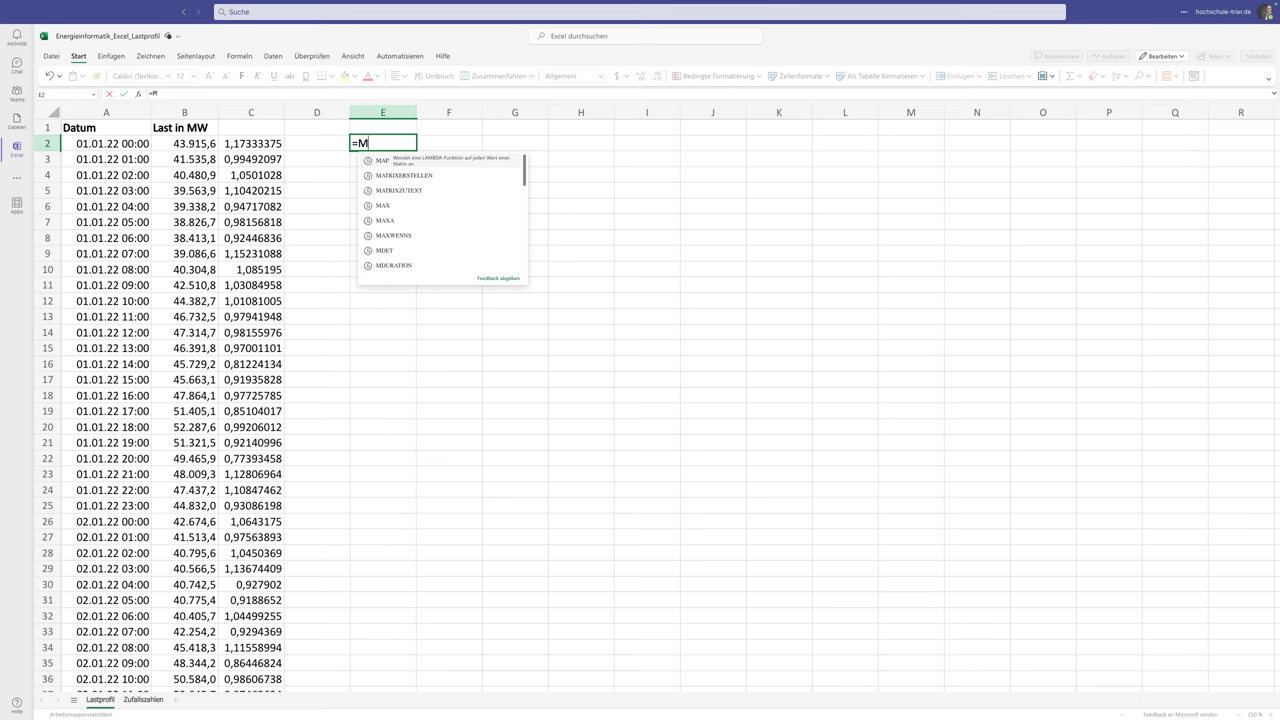 Suche
hochschule-trier.de
Aktivität
Chat
Teams
Dateien
Excel
Apps
Hilfe
Energieinformatik_Excel_Lastprofil
Excel durchsuchen
Datei Start Einfügen Zeichnen Seitenlayout Formeln Daten Überprüfen Ansicht Automatisieren Hilfe
Kommentare Aufholen Bearbeiten Teilen Schließen
Calibri (Textkör... 12 F K U ab D A Umbruch Zusammenführen Allgemein $ Bedingte Formatierung Zellenformate Als Tabelle formatieren Einfügen Löschen
E2 fx =M
A B C D E F G H I J K L M N O P Q R
1 Datum Last in MW
2 01.01.22 00:00 43.915,6 1,17333375 =M
3 01.01.22 01:00 41.535,8 0,99492097
4 01.01.22 02:00 40.480,9 1,0501028
5 01.01.22 03:00 39.563,9 1,10420215
6 01.01.22 04:00 39.338,2 0,94717082
7 01.01.22 05:00 38.826,7 0,98156818
8 01.01.22 06:00 38.413,1 0,92446836
9 01.01.22 07:00 39.086,6 1,15231088
10 01.01.22 08:00 40.304,8 1,085195
11 01.01.22 09:00 42.510,8 1,03084958
12 01.01.22 10:00 44.382,7 1,01081005
13 01.01.22 11:00 46.732,5 0,97941948
14 01.01.22 12:00 47.314,7 0,98155976
15 01.01.22 13:00 46.391,8 0,97001101
16 01.01.22 14:00 45.729,2 0,81224134
17 01.01.22 15:00 45.663,1 0,91935828
18 01.01.22 16:00 47.864,1 0,97725785
19 01.01.22 17:00 51.405,1 0,85104017
20 01.01.22 18:00 52.287,6 0,99206012
21 01.01.22 19:00 51.321,5 0,92140996
22 01.01.22 20:00 49.465,9 0,77393458
23 01.01.22 21:00 48.009,3 1,12806964
24 01.01.22 22:00 47.437,2 1,10847462
25 01.01.22 23:00 44.832,0 0,93086198
26 02.01.22 00:00 42.674,6 1,0643175
27 02.01.22 01:00 41.513,4 0,97563893
28 02.01.22 02:00 40.795,6 1,0450369
29 02.01.22 03:00 40.566,5 1,13674409
30 02.01.22 04:00 40.742,5 0,927902
31 02.01.22 05:00 40.775,4 0,9188652
32 02.01.22 06:00 40.405,7 1,04499255
33 02.01.22 07:00 42.254,2 0,9294369
34 02.01.22 08:00 45.418,3 1,11558994
35 02.01.22 09:00 48.344,2 0,86446824
36 02.01.22 10:00 50.584,0 0,98606738
MAP Wendet eine LAMBDA-Funktion auf jeden Wert einer
Matrix an.
MATRIXERSTELLEN
MATRIXZUTEXT
MAX
MAXA
MAXWENNS
MDET
MDURATION
Feedback abgeben
Lastprofil Zufallszahlen
Arbeitsmappenstatistiken
Feedback an Microsoft senden
150 %